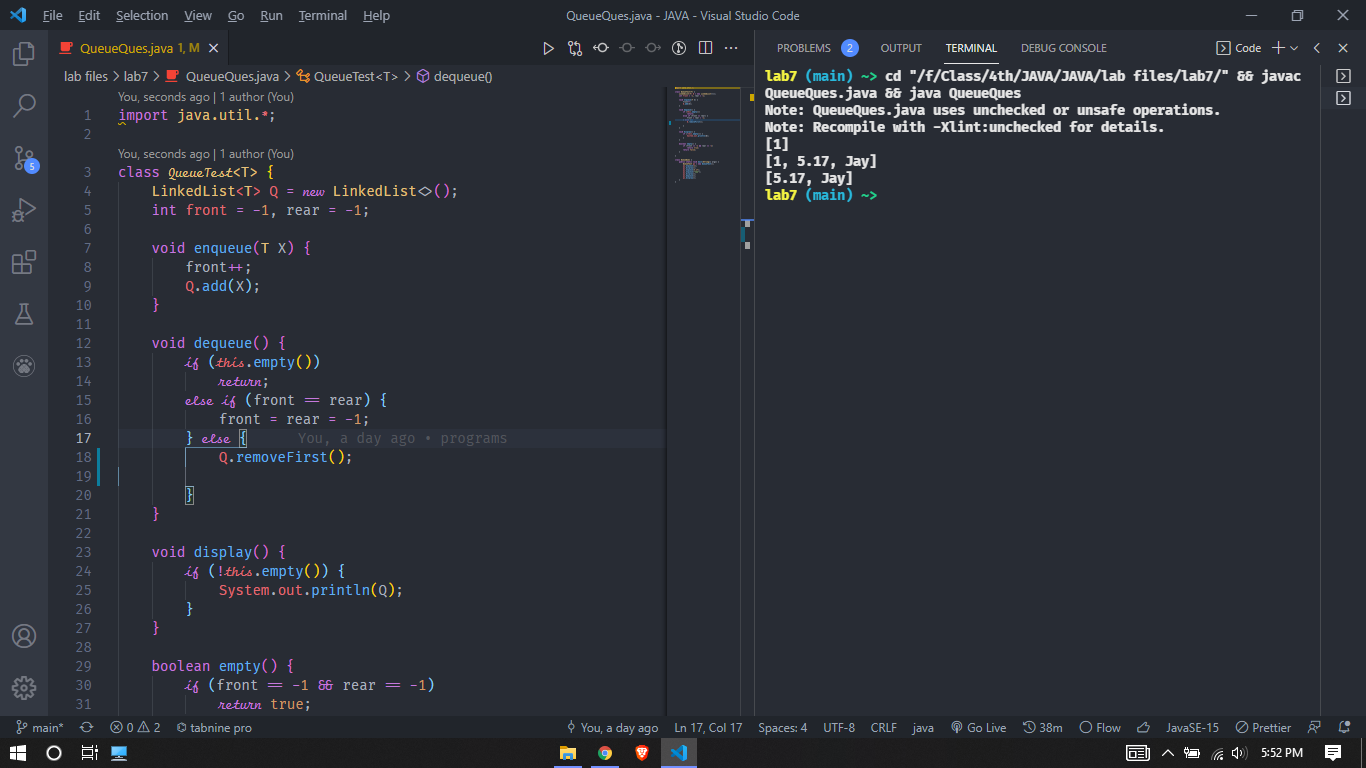 File Edit Selection View Go Run Terminal Help QueueQues.java - JAVA - Visual Studio Code
QueueQues.java 1, M
lab files > lab7 > QueueQues.java > QueueTest<T> > dequeue()
You, seconds ago | 1 author (You)
1 import java.util.*;
2
You, seconds ago | 1 author (You)
3 class QueueTest<T> {
4 LinkedList<T> Q = new LinkedList<>();
5 int front = -1, rear = -1;
6
7 void enqueue(T X) {
8 front++;
9 Q.add(X);
10 }
11
12 void dequeue() {
13 if (this.empty())
14 return;
15 else if (front == rear) {
16 front = rear = -1;
17 } else { You, a day ago • programs
18 Q.removeFirst();
19
20 }
21 }
22
23 void display() {
24 if (!this.empty()) {
25 System.out.println(Q);
26 }
27 }
28
29 boolean empty() {
30 if (front == -1 && rear == -1)
31 return true;
PROBLEMS 2 OUTPUT TERMINAL DEBUG CONSOLE Code
lab7 (main) ~> cd "/f/Class/4th/JAVA/JAVA/lab files/lab7/" && javac
QueueQues.java && java QueueQues
Note: QueueQues.java uses unchecked or unsafe operations.
Note: Recompile with -Xlint:unchecked for details.
[1]
[1, 5.17, Jay]
[5.17, Jay]
lab7 (main) ~>
5
main* 0 2 tabnine pro You, a day ago Ln 17, Col 17 Spaces: 4 UTF-8 CRLF java Go Live 38m Flow JavaSE-15 Prettier
5:52 PM